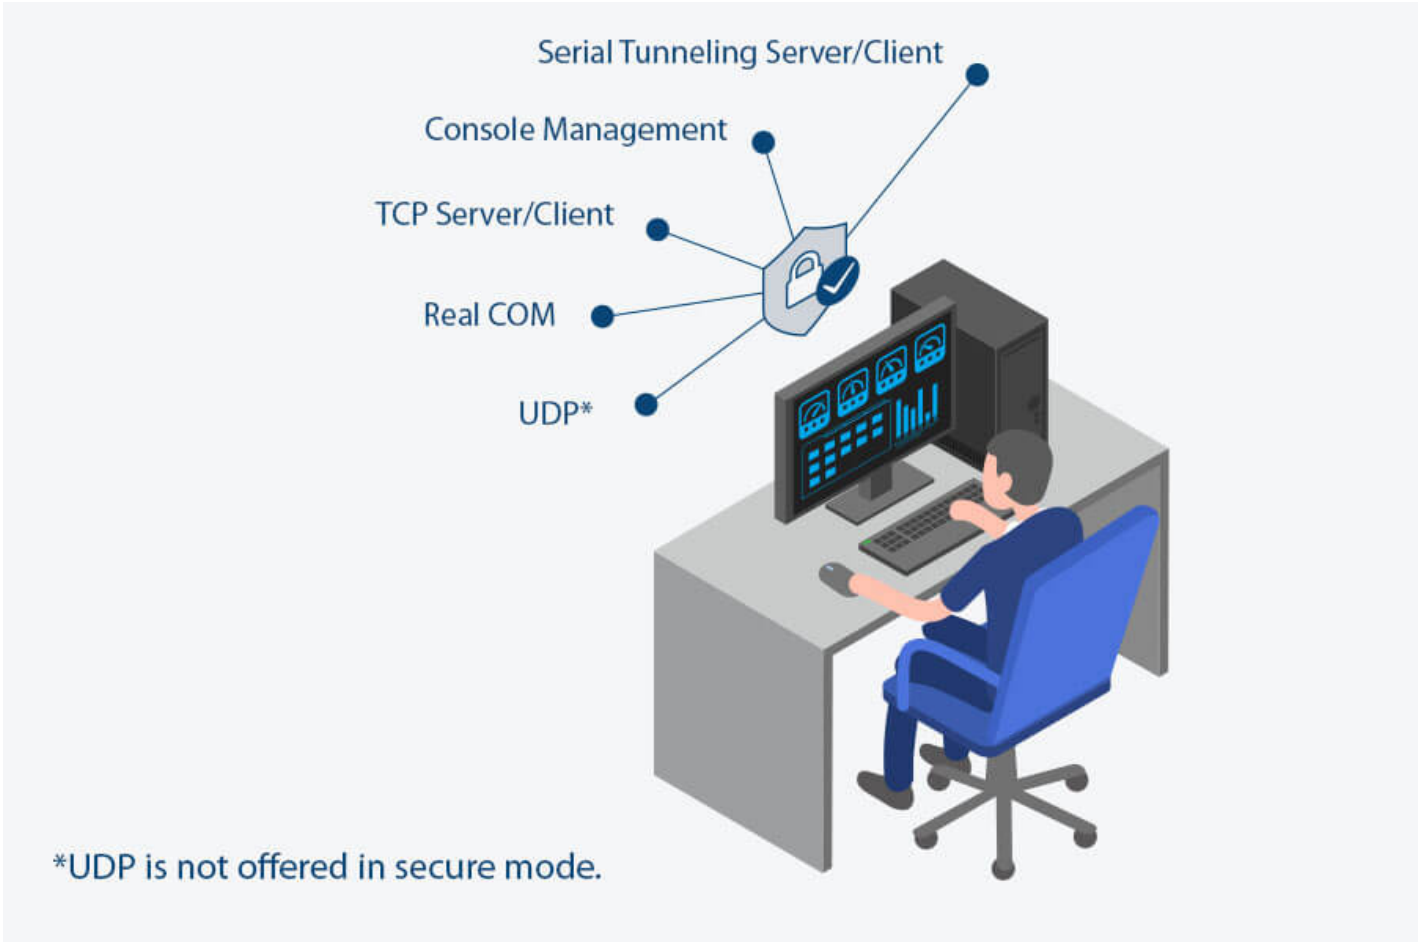 Serial Tunneling Server/Client
Console Management
TCP Server/Client
Real COM
UDP*
*UDP is not offered in secure mode.